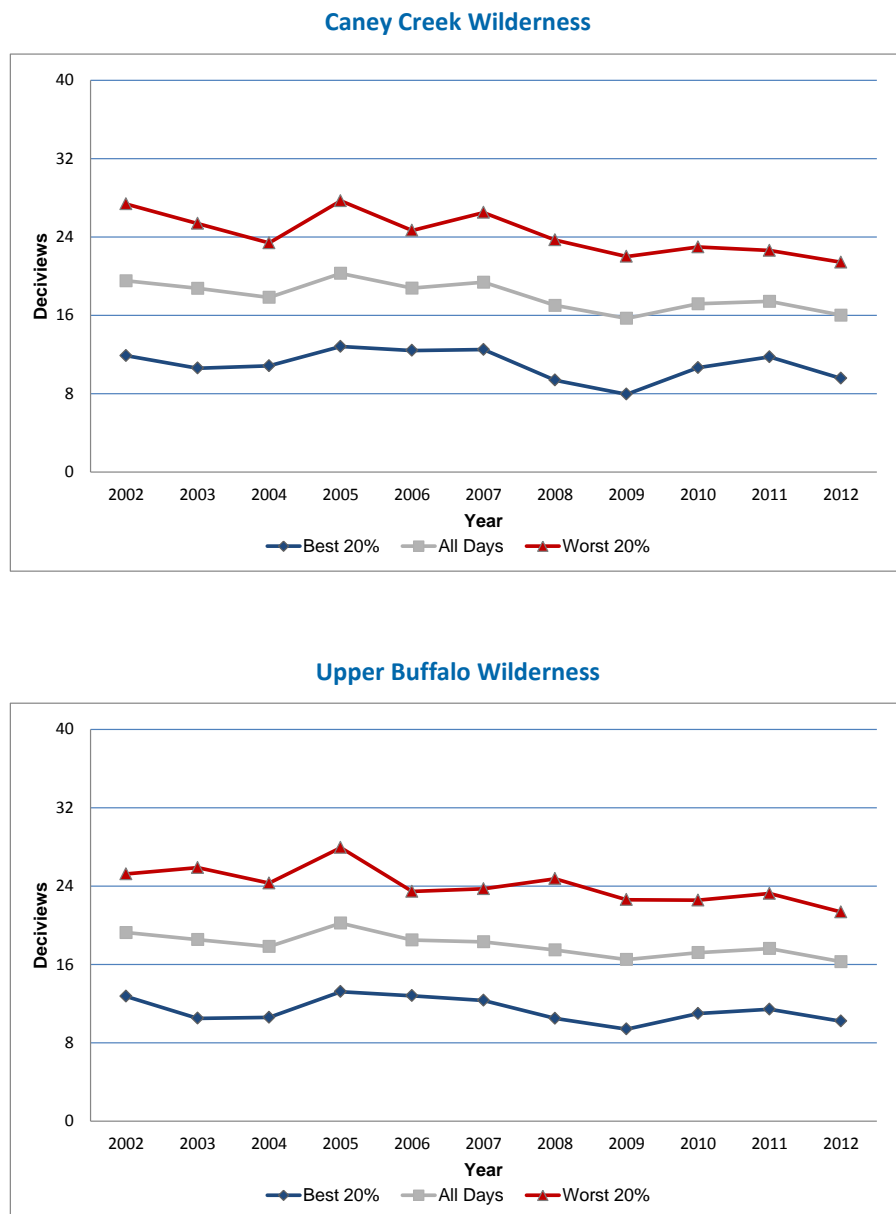 Caney Creek Wilderness
40
32
24
16
8
0
Deciviews
2002 2003 2004 2005 2006 2007 2008 2009 2010 2011 2012
Year
Best 20% All Days Worst 20%
Upper Buffalo Wilderness
40
32
24
16
8
0
Deciviews
2002 2003 2004 2005 2006 2007 2008 2009 2010 2011 2012
Year
Best 20% All Days Worst 20%